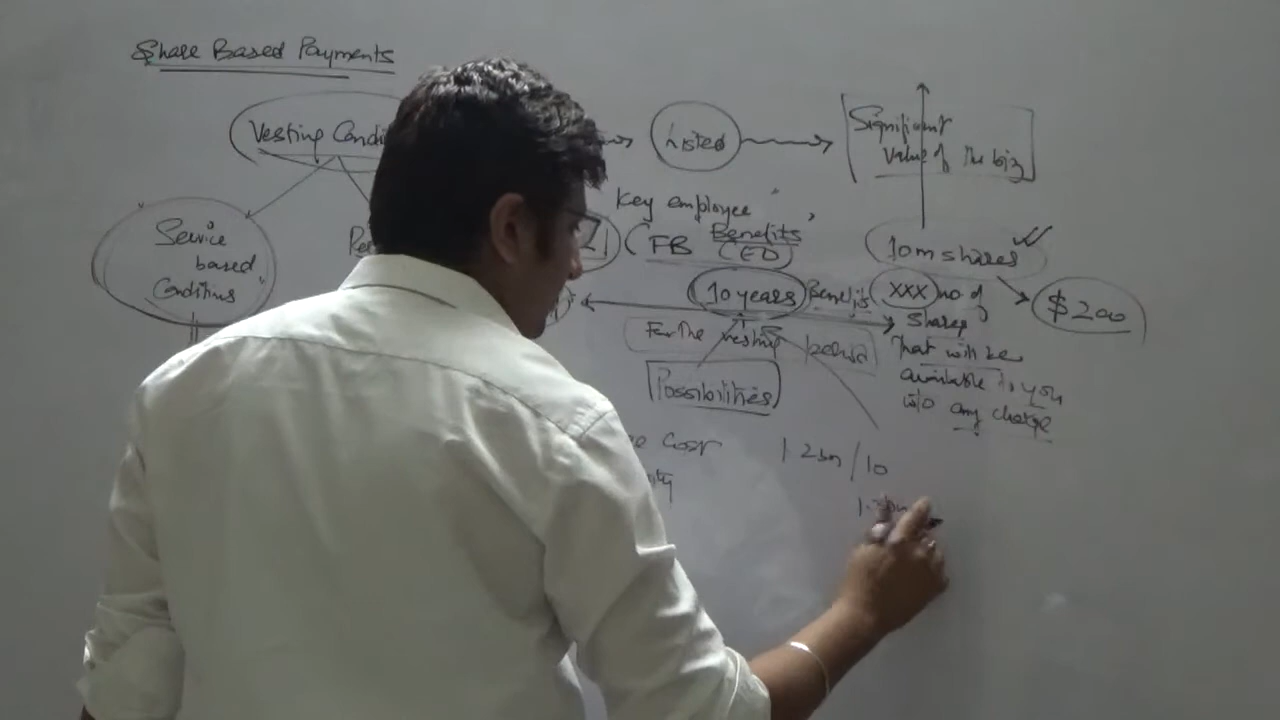 Share Based Payments
Vesting Condi
Listed
Significant
Value of the biz
Key employee
Service
based
Conditions
(FB Benefits
(ED)
10m shares
$200
10 years
Benefits
XXX no of
Shares
For the vesting period
That will be
available to you
w/o any charge
Possibilities
Cost
1.2bn/10